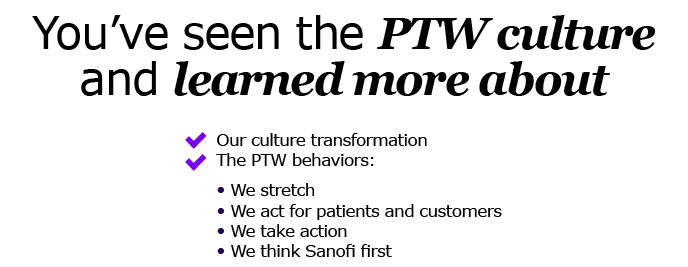 You’ve seen the PTW culture
and learned more about
Our culture transformation
The PTW behaviors:
• We stretch
• We act for patients and customers
• We take action
• We think Sanofi first